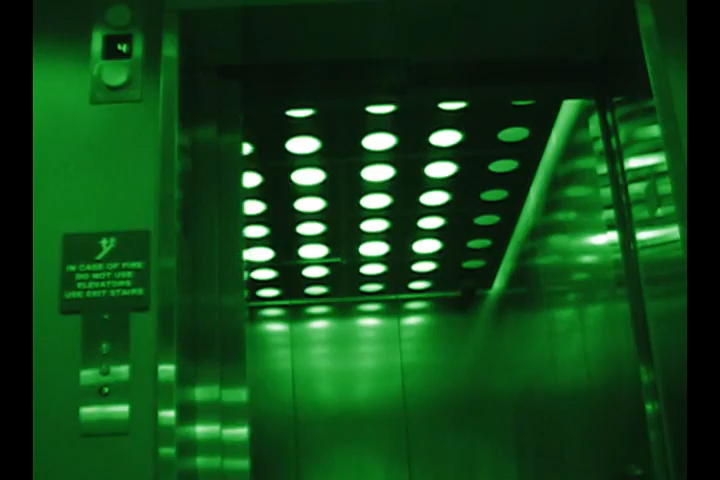 4
IN CASE OF FIRE
DO NOT USE
ELEVATORS
USE EXIT STAIRS